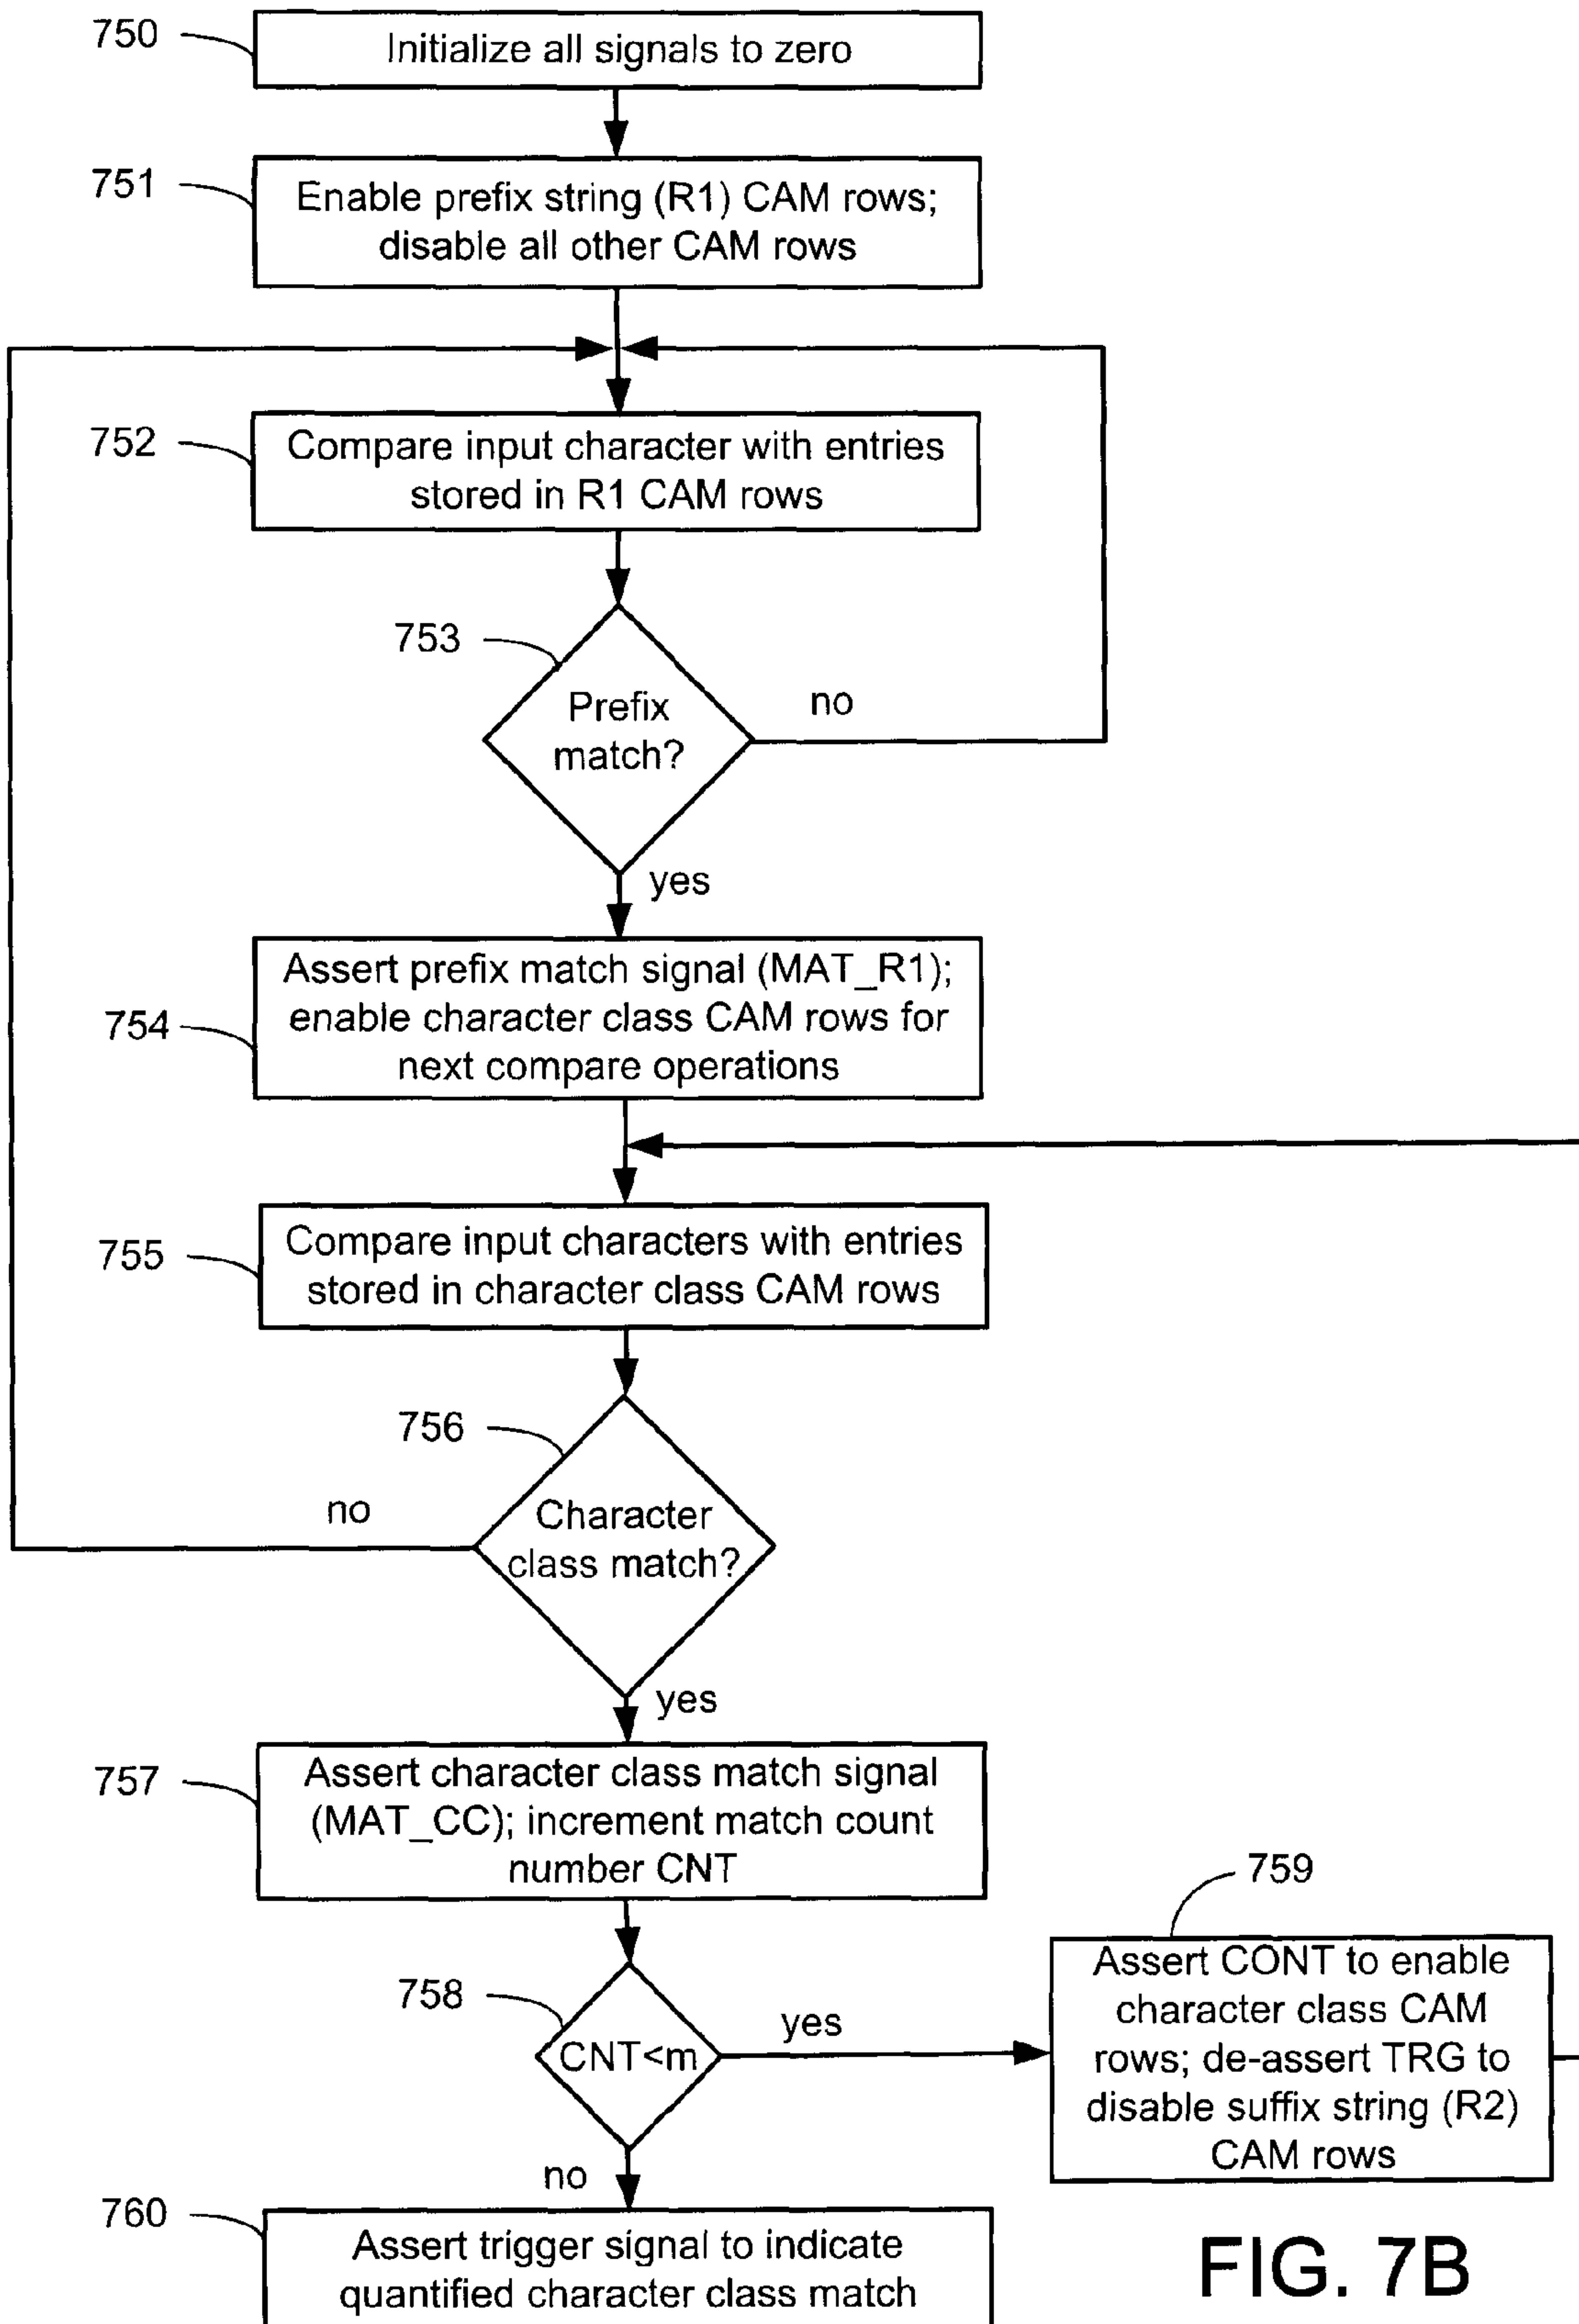 750
Initialize all signals to zero
751
Enable prefix string (R1) CAM rows;
disable all other CAM rows
752
Compare input character with entries
stored in R1 CAM rows
753
Prefix
match?
no
yes
754
Assert prefix match signal (MAT_R1);
enable character class CAM rows for
next compare operations
755
Compare input characters with entries
stored in character class CAM rows
756
Character
class match?
no
yes
757
Assert character class match signal
(MAT_CC); increment match count
number CNT
758
CNT<m
yes
759
Assert CONT to enable
character class CAM
rows; de-assert TRG to
disable suffix string (R2)
CAM rows
no
760
Assert trigger signal to indicate
quantified character class match
FIG. 7B